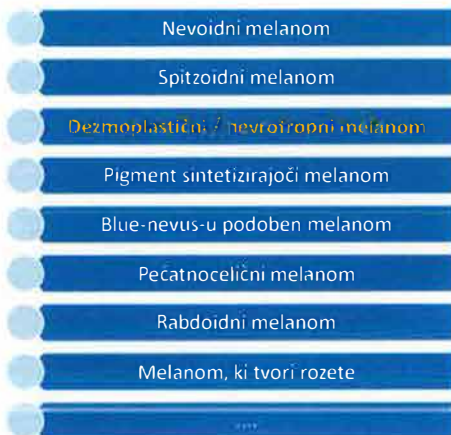 Nevoidni melanom
Spitzoidni melanom
Dezmoplastični / nevrotropni melanom
Pigment sintetizirajoči melanom
Blue-nevus-u podoben melanom
Pečatnocelični melanom
Rabdoidni melanom
Melanom, ki tvori rozete
....